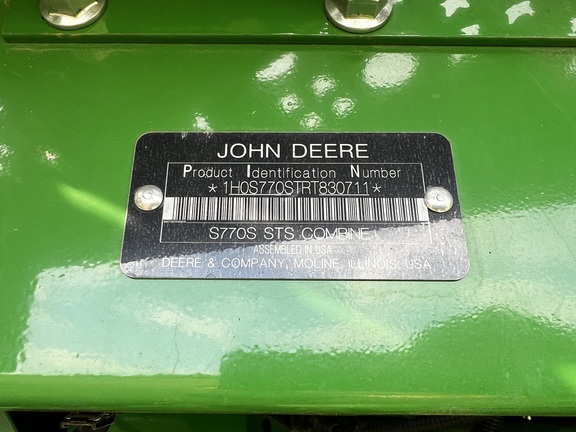 JOHN DEERE
Product Identification Number
*1H0S770STRT830711*
S770S STS COMBINE
ASSEMBLED IN USA
DEERE & COMPANY, MOLINE, ILLINOIS, USA